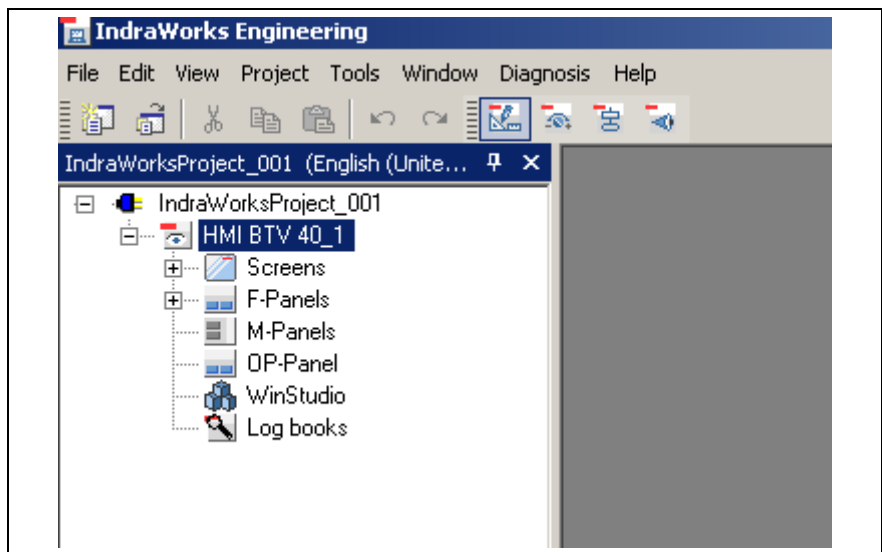 IndraWorks Engineering
File Edit View Project Tools Window Diagnosis Help
IndraWorksProject_001 (English (Unite...
IndraWorksProject_001
HMI BTV 40_1
Screens
F-Panels
M-Panels
OP-Panel
WinStudio
Log books